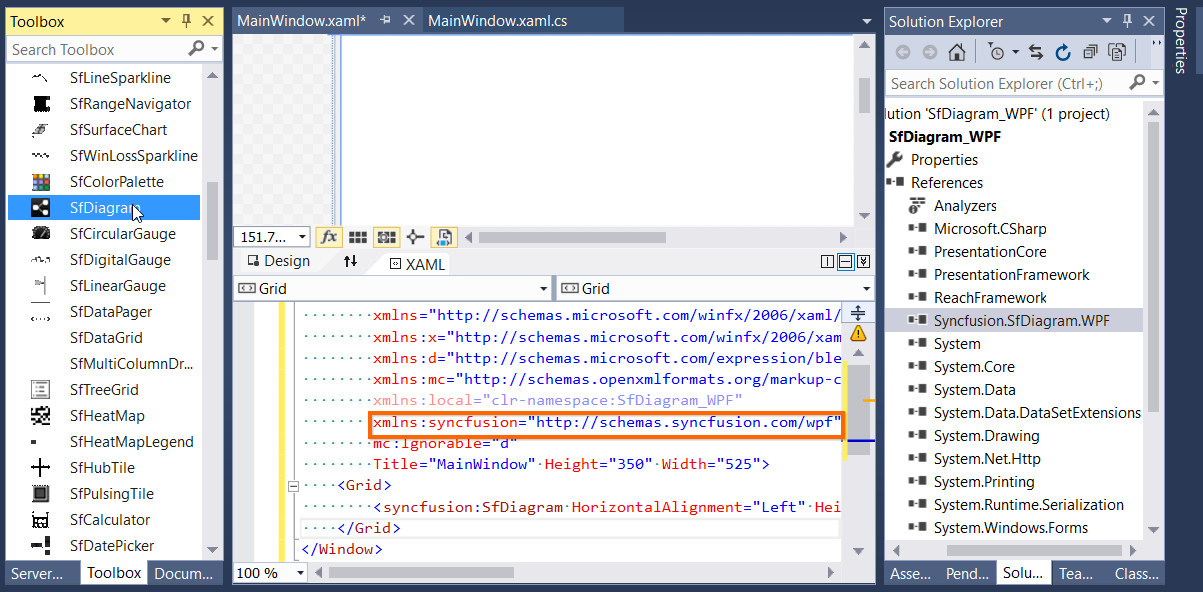 Toolbox
Search Toolbox
SfLineSparkline
SfRangeNavigator
SfSurfaceChart
SfWinLossSparkline
SfColorPalette
SfDiagram
SfCircularGauge
SfDigitalGauge
SfLinearGauge
SfDataPager
SfDataGrid
SfMultiColumnDr...
SfTreeGrid
SfHeatMap
SfHeatMapLegend
SfHubTile
SfPulsingTile
SfCalculator
SfDatePicker
Server... Toolbox Docum...
MainWindow.xaml* MainWindow.xaml.cs
151.7... fx
Design XAML
Grid Grid
xmlns="http://schemas.microsoft.com/winfx/2006/xaml/
xmlns:x="http://schemas.microsoft.com/winfx/2006/xam
xmlns:d="http://schemas.microsoft.com/expression/ble
xmlns:mc="http://schemas.openxmlformats.org/markup-c
xmlns:local="clr-namespace:SfDiagram_WPF"
xmlns:syncfusion="http://schemas.syncfusion.com/wpf"
mc:Ignorable="d"
Title="MainWindow" Height="350" Width="525">
<Grid>
<syncfusion:SfDiagram HorizontalAlignment="Left" Hei
</Grid>
</Window>
100 %
Solution Explorer
Search Solution Explorer (Ctrl+;)
lution 'SfDiagram_WPF' (1 project)
SfDiagram_WPF
Properties
References
Analyzers
Microsoft.CSharp
PresentationCore
PresentationFramework
ReachFramework
Syncfusion.SfDiagram.WPF
System
System.Core
System.Data
System.Data.DataSetExtensions
System.Drawing
System.Net.Http
System.Printing
System.Runtime.Serialization
System.Windows.Forms
Asse... Pend... Solu... Tea... Class...
Properties